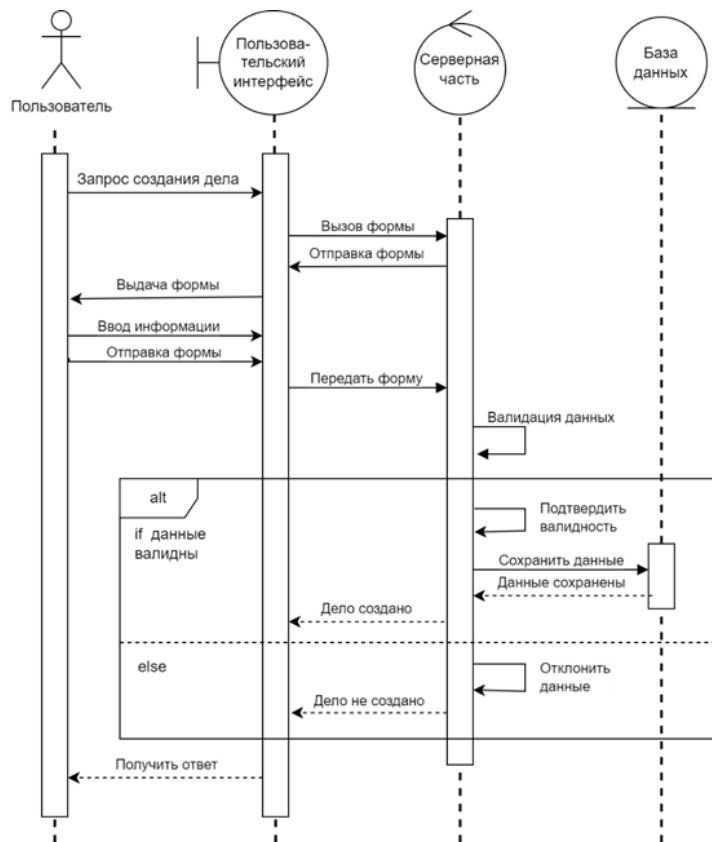 Пользователь
Пользова-
тельский
интерфейс
Серверная
часть
База
данных
Запрос создания дела
Вызов формы
Отправка формы
Выдача формы
Ввод информации
Отправка формы
Передать форму
Валидация данных
alt
if данные
валидны
Подтвердить
валидность
Сохранить данные
Данные сохранены
Дело создано
else
Отклонить
данные
Дело не создано
Получить ответ